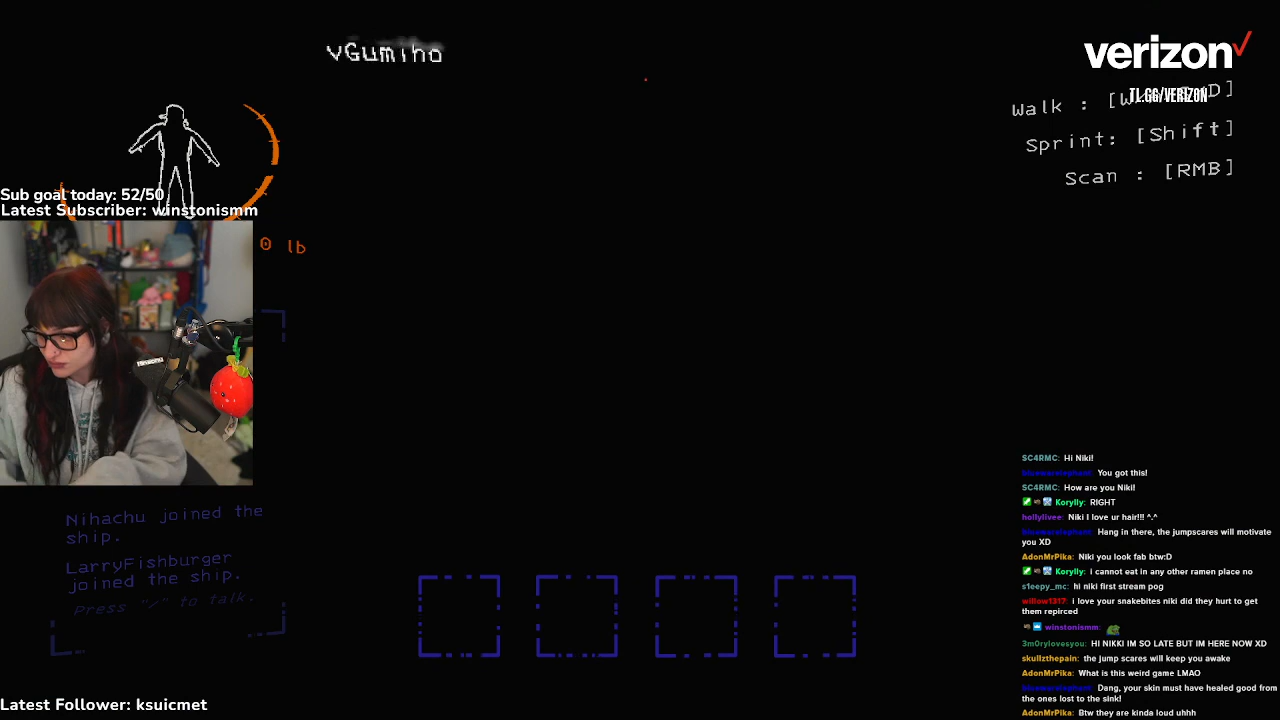 vGumiho
verizon
TL.GG/VERIZON
Walk : [W D]
Sprint: [Shift]
Scan : [RMB]
Sub goal today: 52/50
Latest Subscriber: winstonismm
0 lb
Nihachu joined the
ship.
LarryFishburger
joined the ship.
Press "/" to talk.
SC4RMC: Hi Niki!
You got this!
SC4RMC: How are you Niki!
Korylly: RIGHT
hollylivee: Niki I love ur hair!!! ^.^
Hang in there, the jumpscares will motivate
you XD
AdonMrPika: Niki you look fab btw:D
Korylly: i cannot eat in any other ramen place no
s1eepy_mc: hi niki first stream pog
willow1317: i love your snakebites niki did they hurt to get
them repirced
winstonismm:
3m0rylovesyou: HI NIKKI IM SO LATE BUT IM HERE NOW XD
skullzthepain: the jump scares will keep you awake
AdonMrPika: What is this weird game LMAO
Dang, your skin must have healed good from
the ones lost to the sink!
AdonMrPika: Btw they are kinda loud uhhh
Latest Follower: ksuicmet